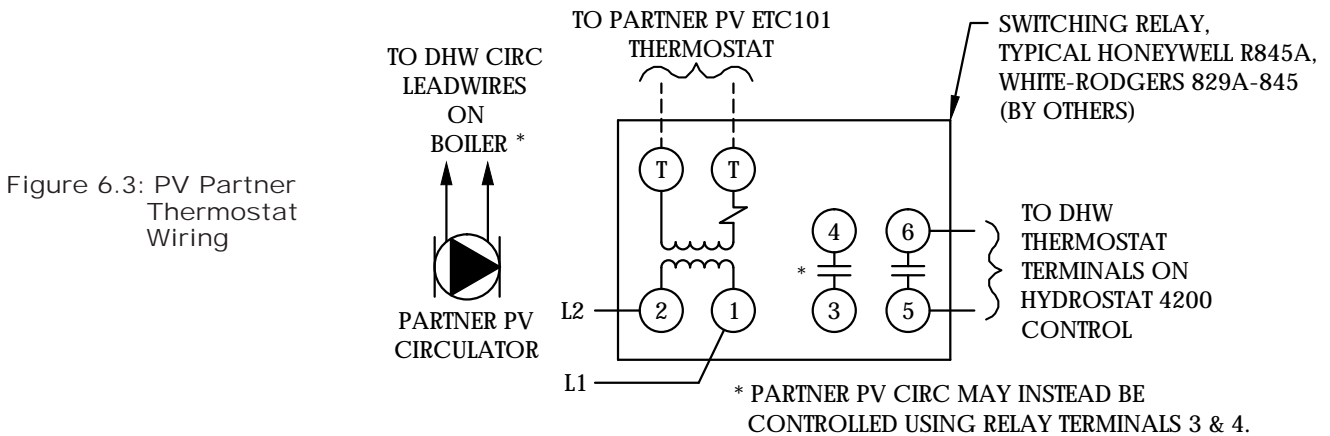 Figure 6.3: PV Partner
Thermostat
Wiring
TO DHW CIRC
LEADWIRES
ON
BOILER *
PARTNER PV
CIRCULATOR
TO PARTNER PV ETC101
THERMOSTAT
SWITCHING RELAY,
TYPICAL HONEYWELL R845A,
WHITE-RODGERS 829A-845
(BY OTHERS)
T T
4 6
*
L2 2 1 3 5
L1
TO DHW
THERMOSTAT
TERMINALS ON
HYDROSTAT 4200
CONTROL
* PARTNER PV CIRC MAY INSTEAD BE
CONTROLLED USING RELAY TERMINALS 3 & 4.